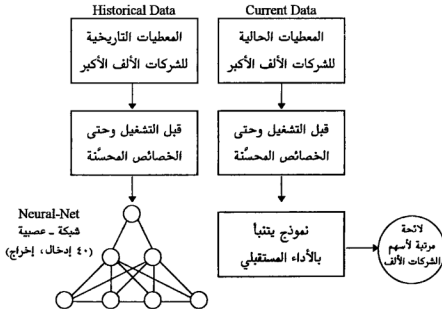 Historical Data
Current Data
المعطيات التاريخية
للشركات الألف الأكبر
المعطيات الحالية
للشركات الألف الأكبر
قبل التشغيل وحتى
الخصائص المحسَّنة
قبل التشغيل وحتى
الخصائص المحسَّنة
Neural-Net
شبكة ـ عصبية
(٤٠ إدخال، إخراج)
نموذج يتنبأ
بالأداء المستقبلي
لائحة
مرتبة لأسهم
الشركات الألف